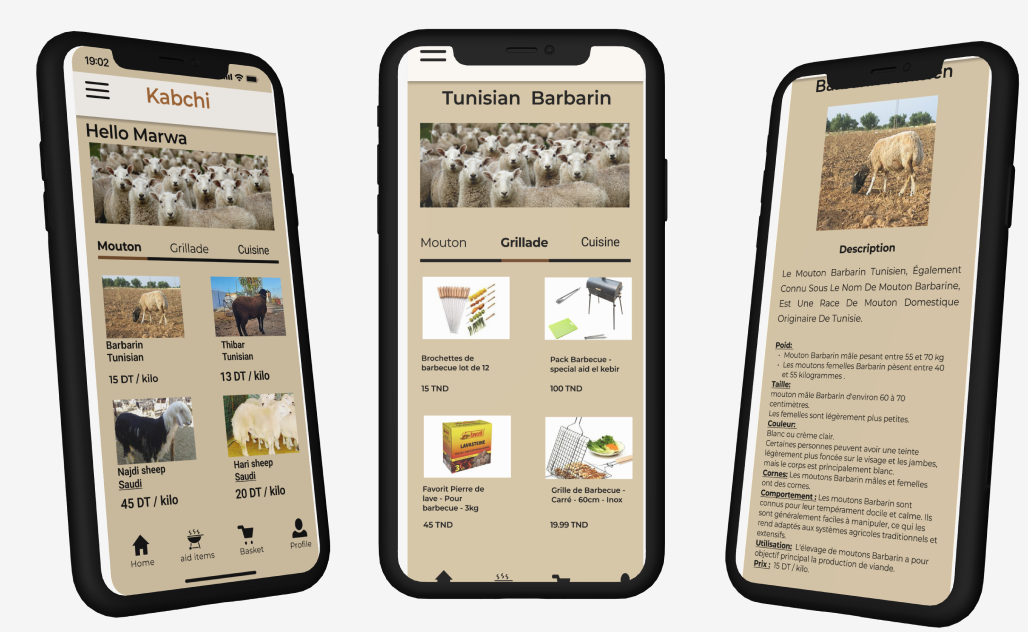 19:02
Kabchi
Hello Marwa
Mouton Grillade Cuisine
Barbarin
Tunisian
15 DT / kilo
Thibar
Tunisian
13 DT / kilo
Najdi sheep
Saudi
45 DT / kilo
Hari sheep
Saudi
20 DT / kilo
Home
aid items
Basket
Profile
Tunisian Barbarin
Mouton Grillade Cuisine
Brochettes de
barbecue lot de 12
15 TND
Pack Barbecue -
special aid el kebir
100 TND
LAVASTEINE
Favorit Pierre de
lave - Pour
barbecue - 3kg
45 TND
Grille de Barbecue -
Carré - 60cm - Inox
19.99 TND
Description
Le Mouton Barbarin Tunisien, Également
Connu Sous Le Nom De Mouton Barbarine,
Est Une Race De Mouton Domestique
Originaire De Tunisie.
Poid:
- Mouton Barbarin mâle pesant entre 55 et 70 kg
- Les moutons femelles Barbarin pèsent entre 40
et 55 kilogrammes .
Taille:
mouton mâle Barbarin d'environ 60 à 70
centimètres.
Les femelles sont légèrement plus petites.
Couleur:
Blanc ou crème clair.
Certaines personnes peuvent avoir une teinte
légèrement plus foncée sur le visage et les jambes,
mais le corps est principalement blanc.
Cornes: Les moutons Barbarin mâles et femelles
ont des cornes.
Comportement : Les moutons Barbarin sont
connus pour leur tempérament docile et calme. Ils
sont généralement faciles à manipuler, ce qui les
rend adaptés aux systèmes agricoles traditionnels et
extensifs.
Utilisation: L'élevage de moutons Barbarin a pour
objectif principal la production de viande.
Prix : 15 DT / kilo.